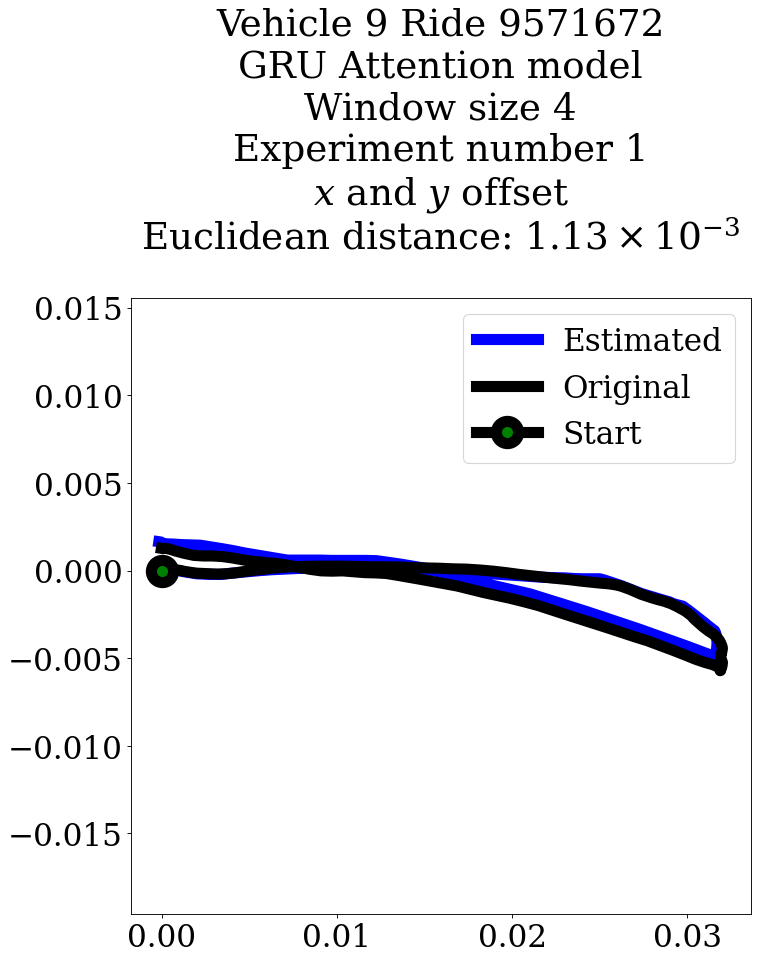 Vehicle 9 Ride 9571672
GRU Attention model
Window size 4
Experiment number 1
x and y offset
Euclidean distance: 1.13 × 10⁻³
0.015
Estimated
0.010
Original
0.005
Start
0.000
−0.005
−0.010
−0.015
0.00 0.01 0.02 0.03